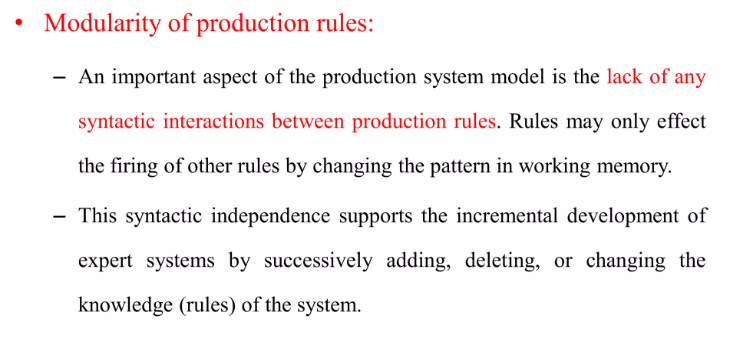 • Modularity of production rules:
– An important aspect of the production system model is the lack of any
syntactic interactions between production rules. Rules may only effect
the firing of other rules by changing the pattern in working memory.
– This syntactic independence supports the incremental development of
expert systems by successively adding, deleting, or changing the
knowledge (rules) of the system.